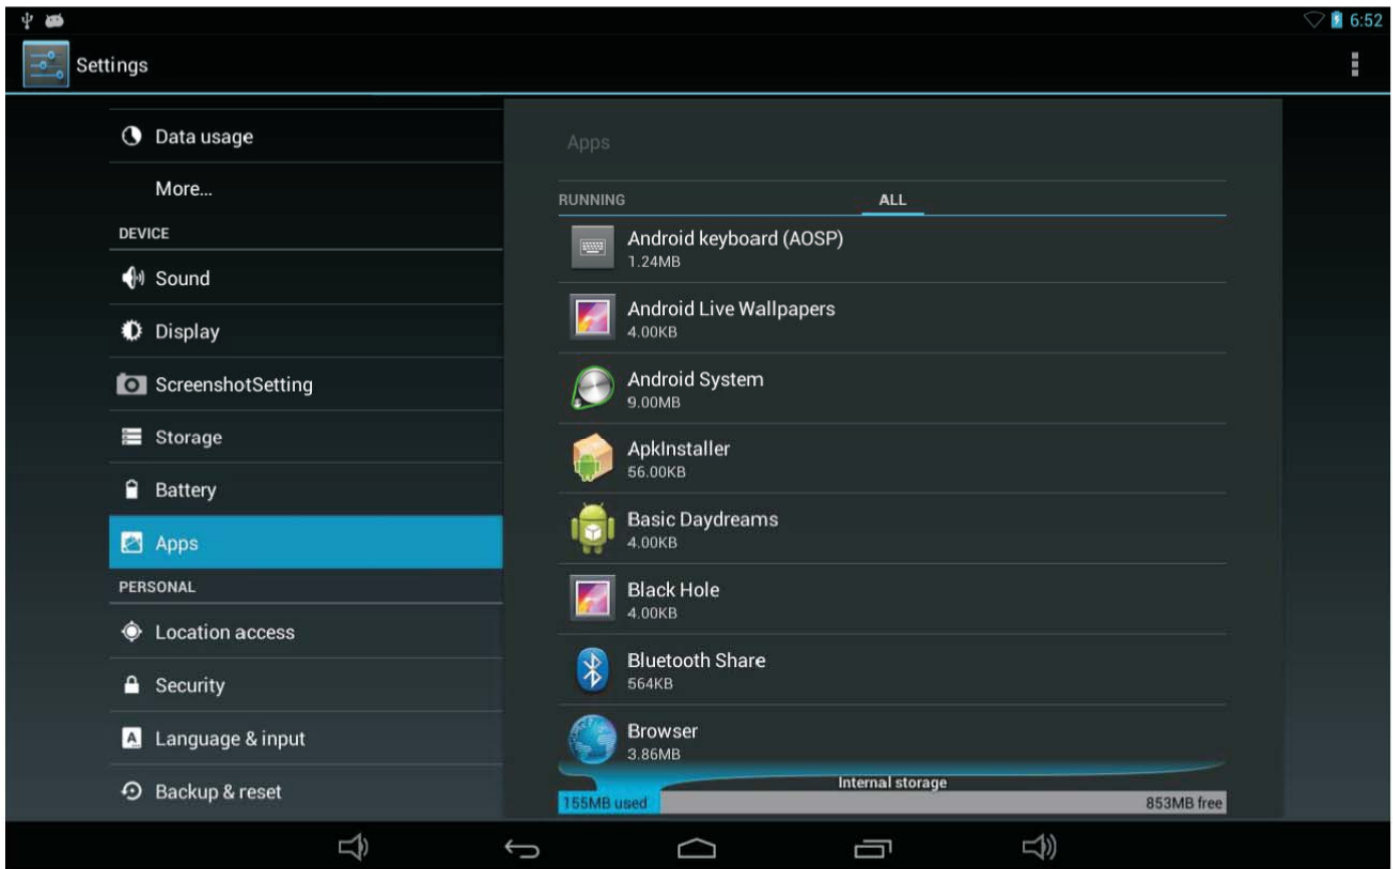 6:52
Settings
Data usage
More...
DEVICE
Sound
Display
ScreenshotSetting
Storage
Battery
Apps
PERSONAL
Location access
Security
Language & input
Backup & reset
Apps
RUNNING
ALL
Android keyboard (AOSP)
1.24MB
Android Live Wallpapers
4.00KB
Android System
9.00MB
ApkInstaller
56.00KB
Basic Daydreams
4.00KB
Black Hole
4.00KB
Bluetooth Share
564KB
Browser
3.86MB
Internal storage
155MB used
853MB free